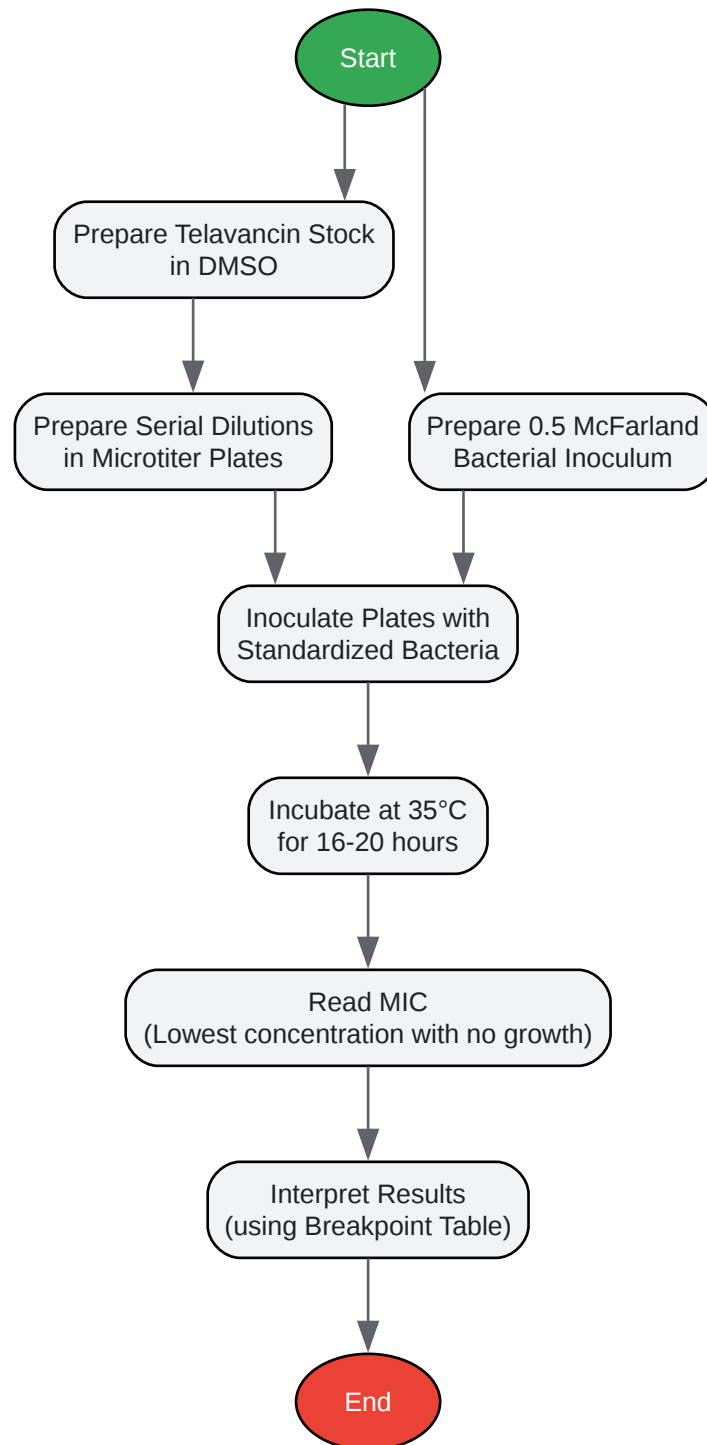 Start
Prepare Telavancin Stock
in DMSO
Prepare Serial Dilutions
in Microtiter Plates
Prepare 0.5 McFarland
Bacterial Inoculum
Inoculate Plates with
Standardized Bacteria
Incubate at 35°C
for 16-20 hours
Read MIC
(Lowest concentration with no growth)
Interpret Results
(using Breakpoint Table)
End